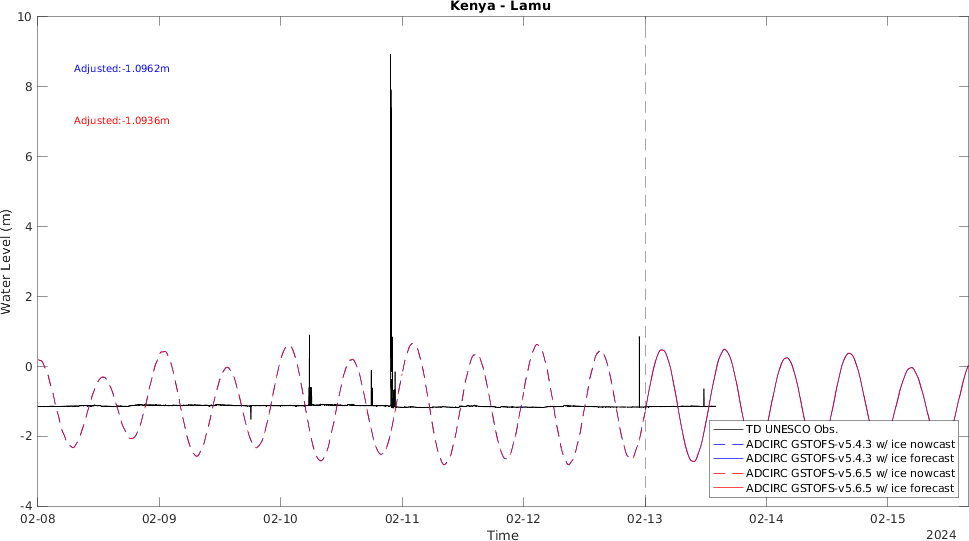 Kenya - Lamu
10
8
6
4
2
0
-2
-4
Water Level (m)
Adjusted:-1.0962m
Adjusted:-1.0936m
TD UNESCO Obs.
ADCIRC GSTOFS-v5.4.3 w/ ice nowcast
ADCIRC GSTOFS-v5.4.3 w/ ice forecast
ADCIRC GSTOFS-v5.6.5 w/ ice nowcast
ADCIRC GSTOFS-v5.6.5 w/ ice forecast
02-08 02-09 02-10 02-11 02-12 02-13 02-14 02-15
Time
2024